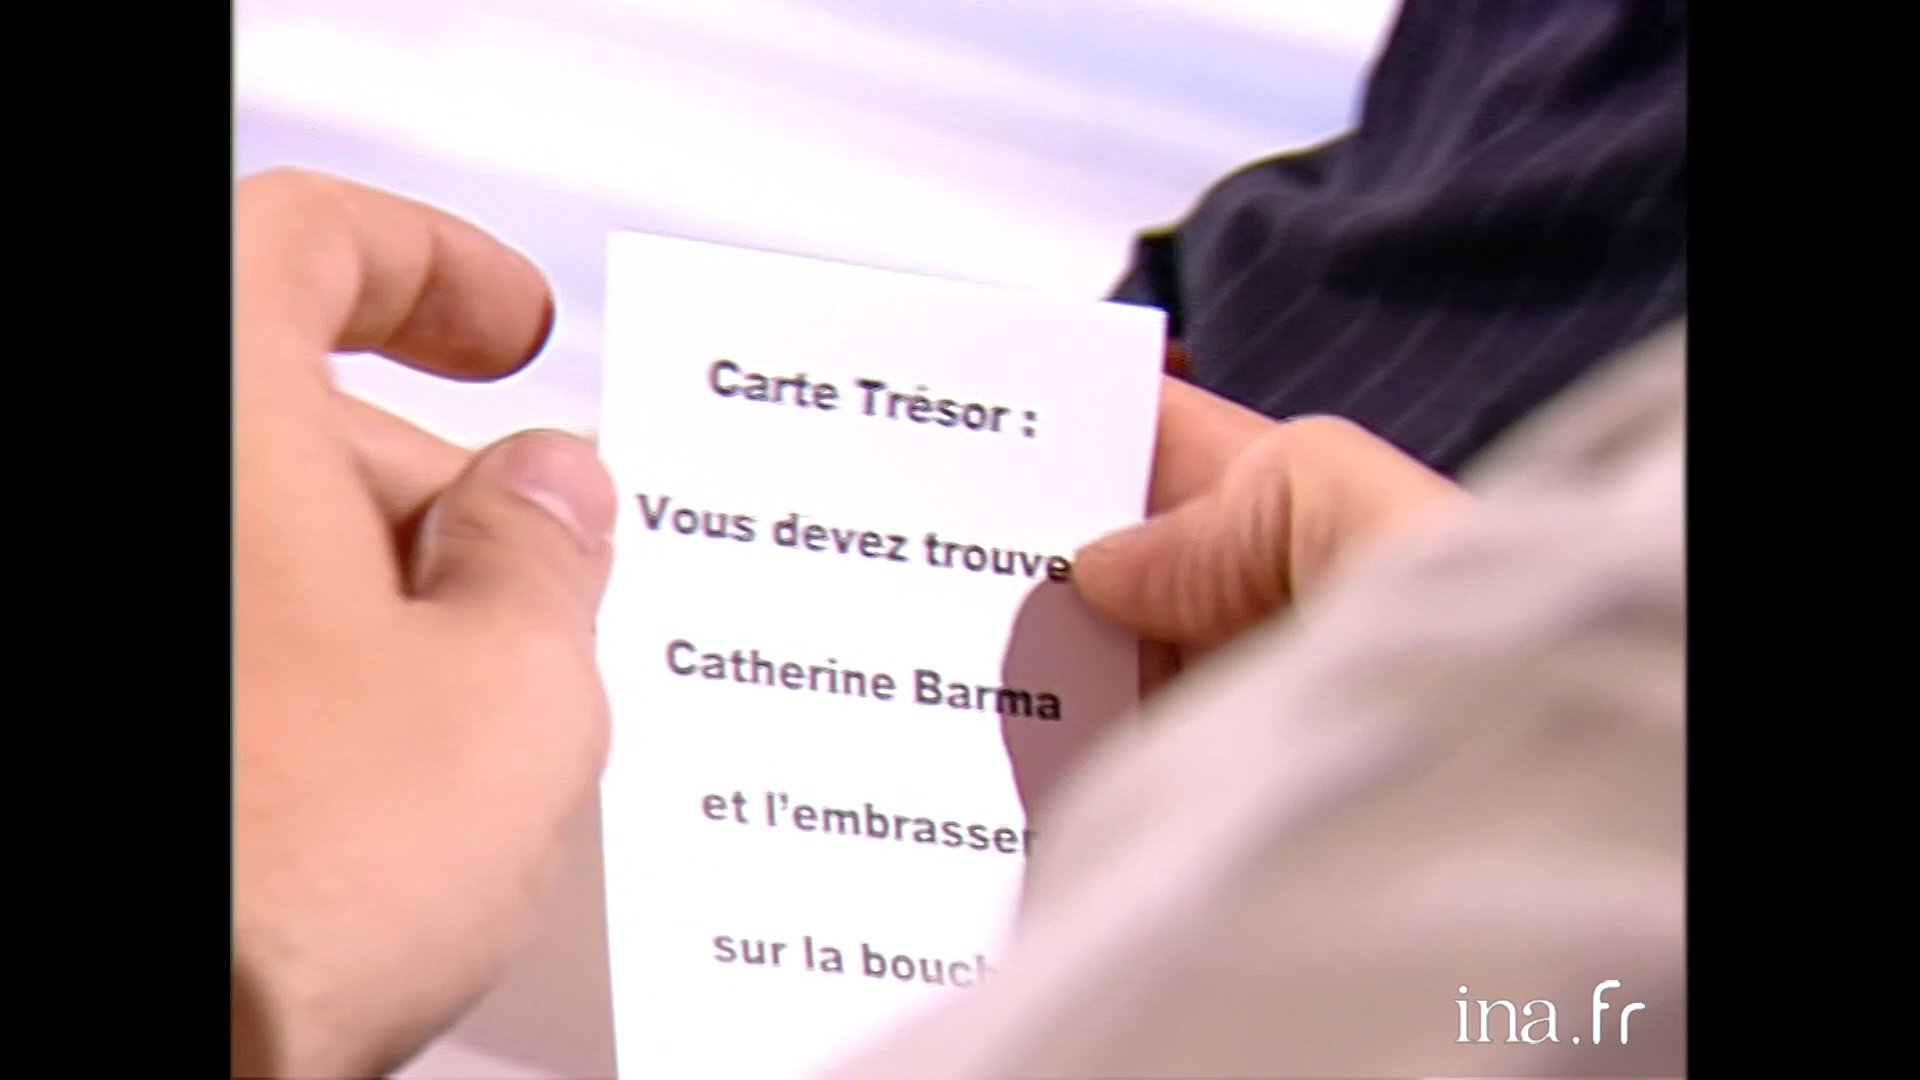 Carte Trésor :
Vous devez trouve
Catherine Barma
et l'embrasser
sur la bouch
ina.fr